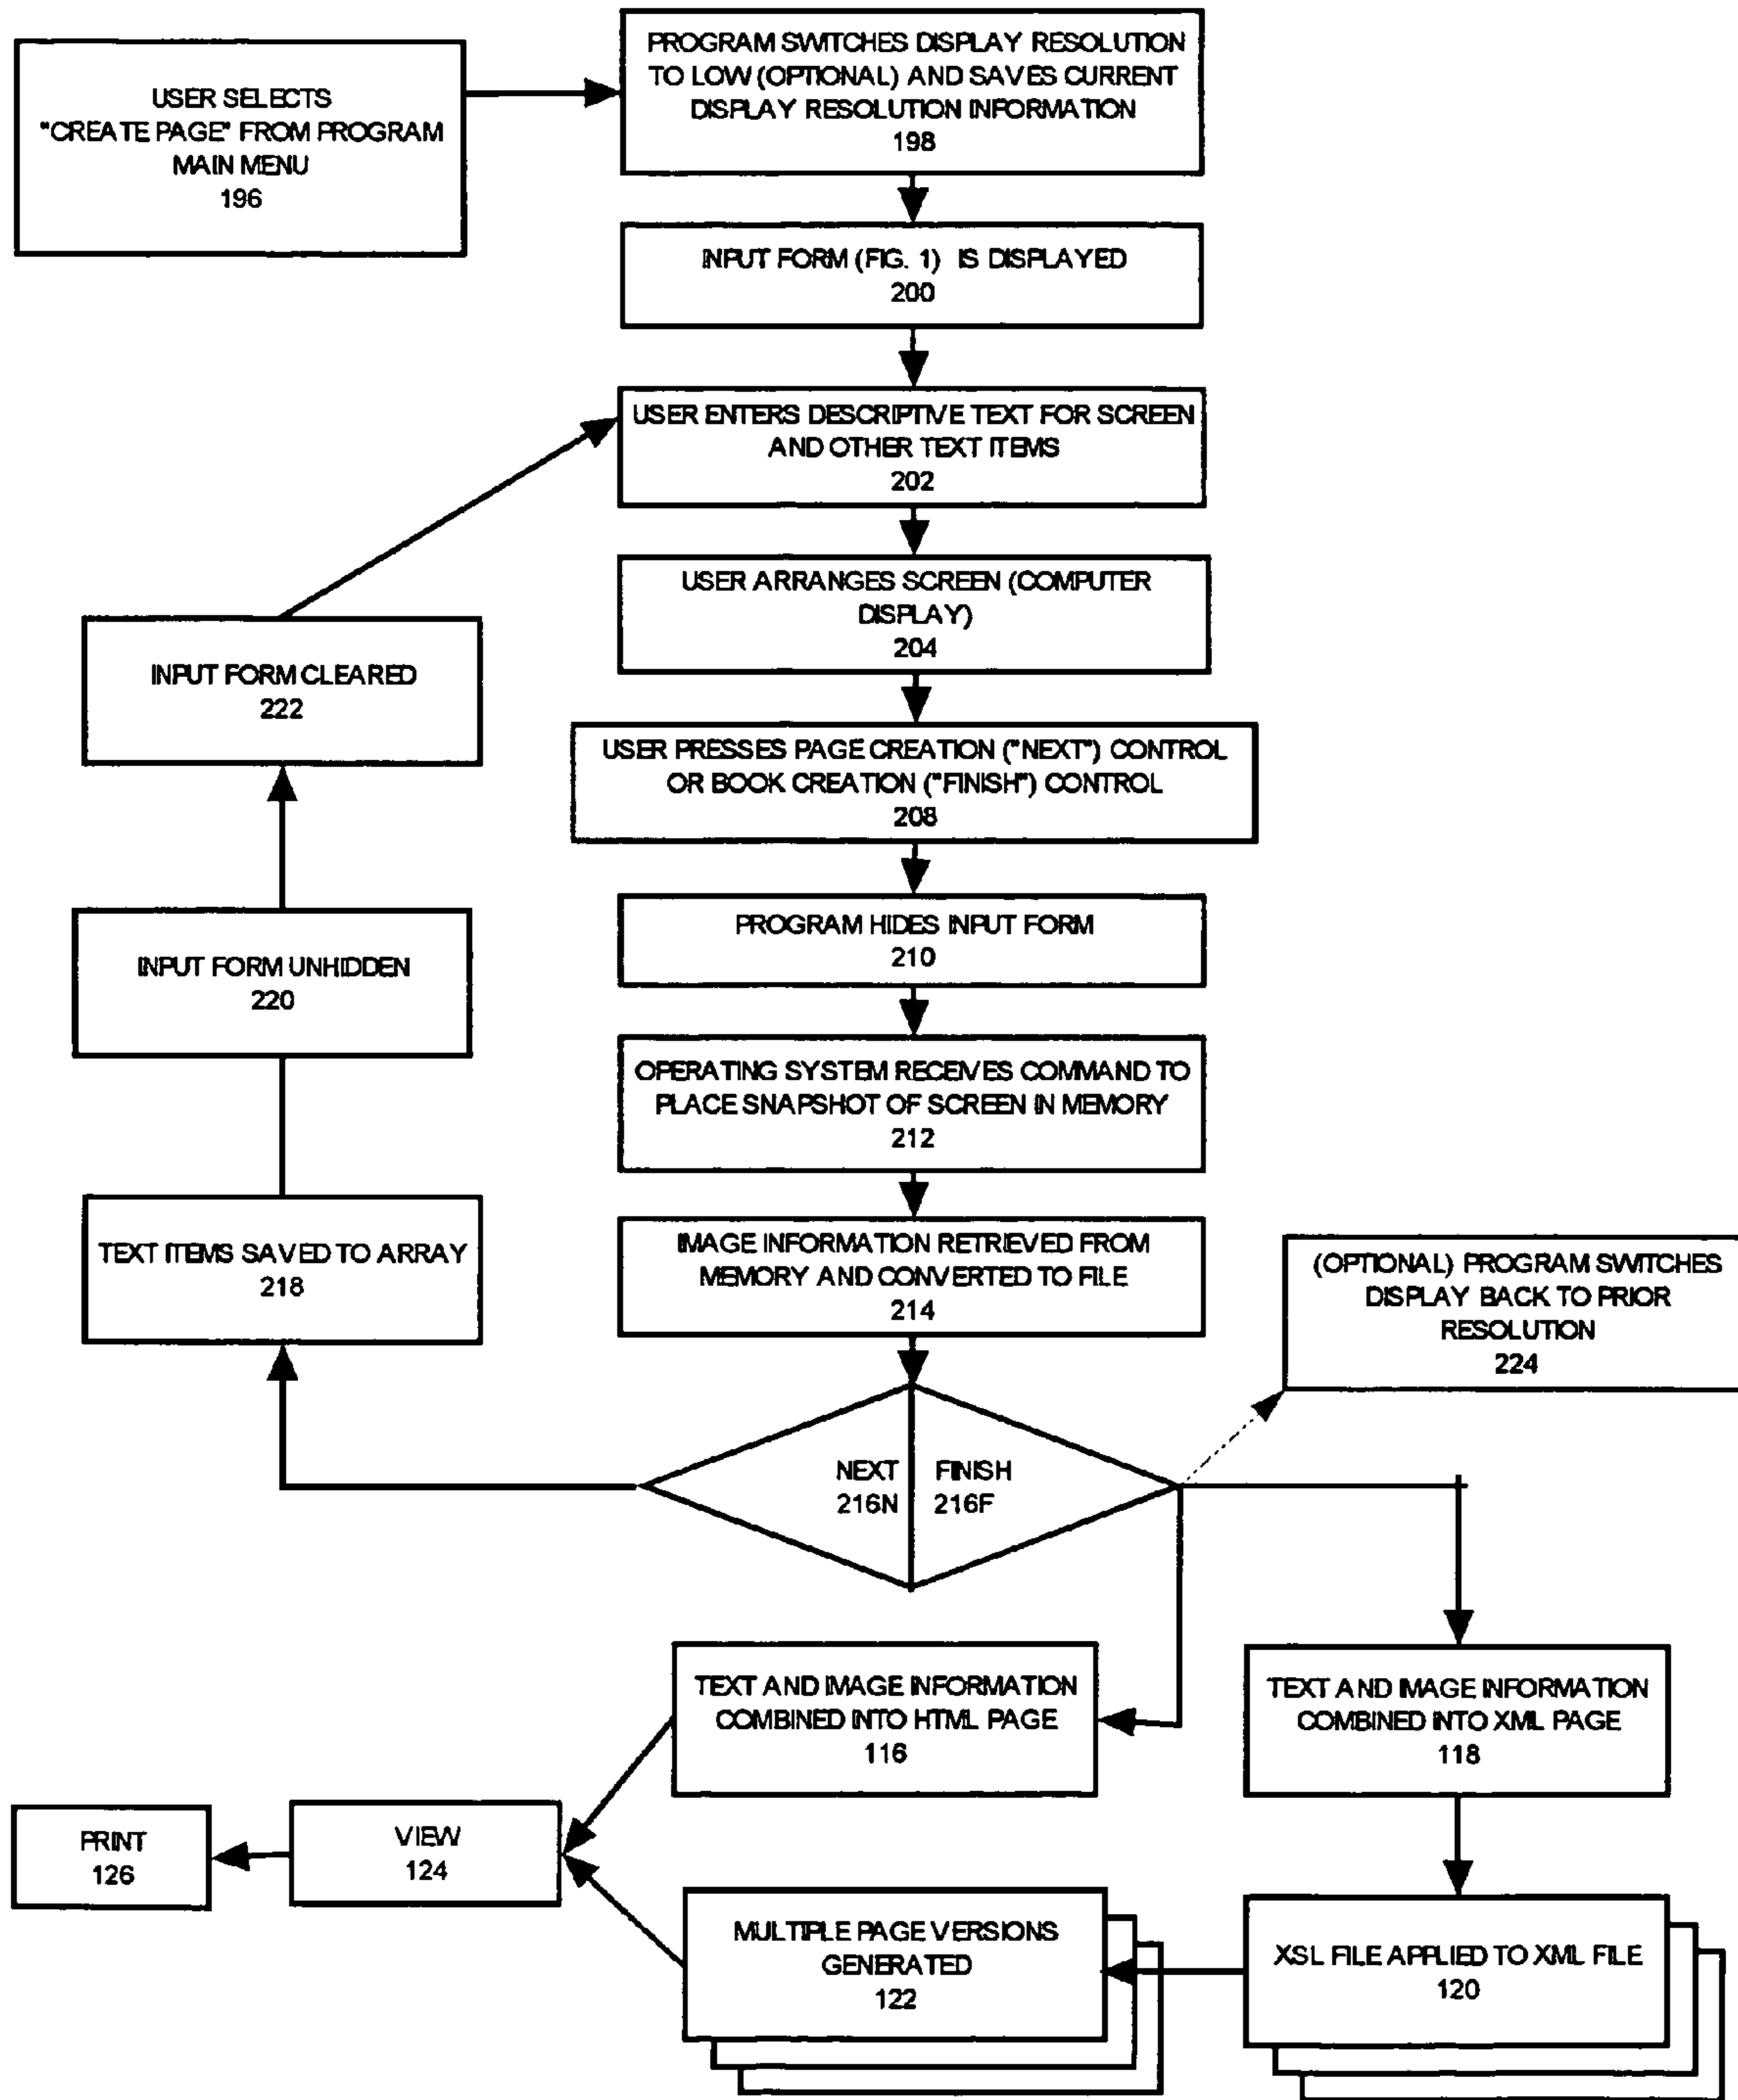 USER SELECTS
"CREATE PAGE" FROM PROGRAM
MAIN MENU
196
PROGRAM SWITCHES DISPLAY RESOLUTION
TO LOW (OPTIONAL) AND SAVES CURRENT
DISPLAY RESOLUTION INFORMATION
198
INPUT FORM (FIG. 1) IS DISPLAYED
200
USER ENTERS DESCRIPTIVE TEXT FOR SCREEN
AND OTHER TEXT ITEMS
202
USER ARRANGES SCREEN (COMPUTER
DISPLAY)
204
INPUT FORM CLEARED
222
USER PRESSES PAGE CREATION ("NEXT") CONTROL
OR BOOK CREATION ("FINISH") CONTROL
208
PROGRAM HIDES INPUT FORM
210
INPUT FORM UNHIDDEN
220
OPERATING SYSTEM RECEIVES COMMAND TO
PLACE SNAPSHOT OF SCREEN IN MEMORY
212
TEXT ITEMS SAVED TO ARRAY
218
IMAGE INFORMATION RETRIEVED FROM
MEMORY AND CONVERTED TO FILE
214
(OPTIONAL) PROGRAM SWITCHES
DISPLAY BACK TO PRIOR
RESOLUTION
224
NEXT
216N
FINISH
216F
TEXT AND IMAGE INFORMATION
COMBINED INTO HTML PAGE
116
TEXT AND IMAGE INFORMATION
COMBINED INTO XML PAGE
118
PRINT
126
VIEW
124
MULTIPLE PAGE VERSIONS
GENERATED
122
XSL FILE APPLIED TO XML FILE
120